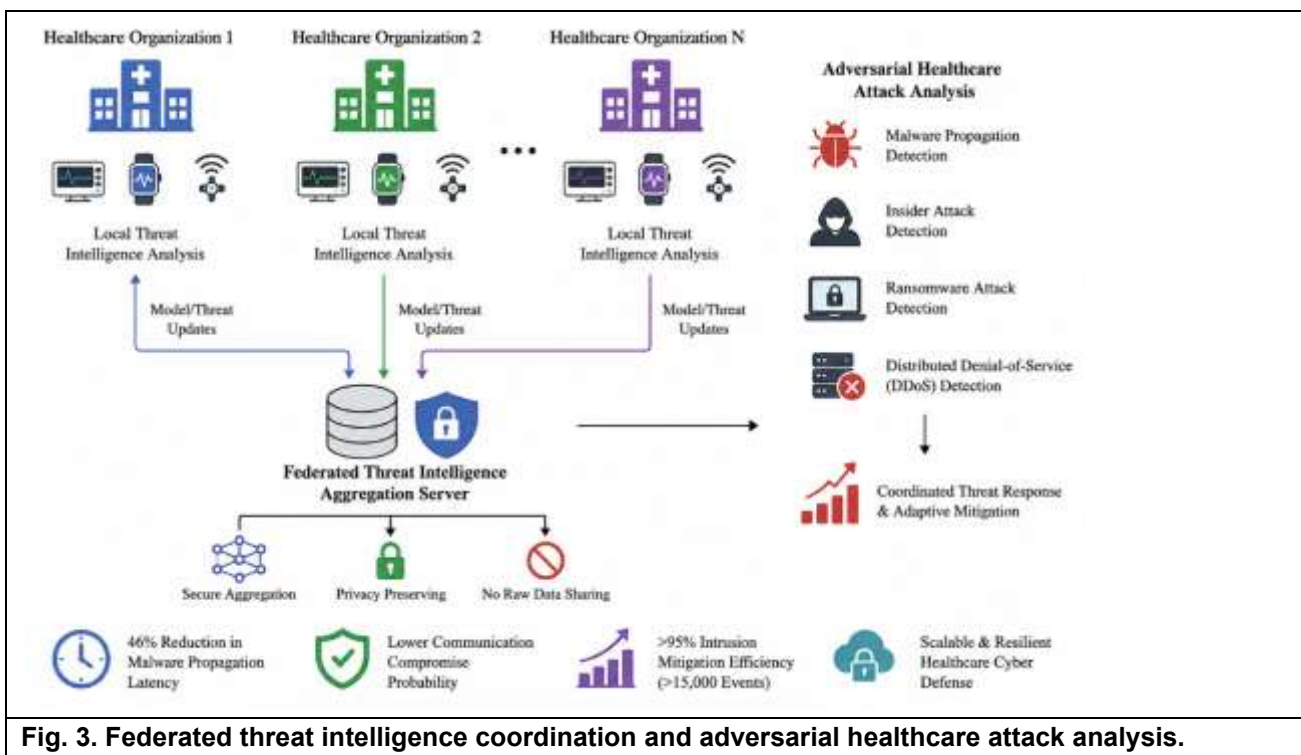 Healthcare Organization 1
Healthcare Organization 2
Healthcare Organization N
Local Threat
Intelligence Analysis
Local Threat
Intelligence Analysis
Local Threat
Intelligence Analysis
Model/Threat
Updates
Model/Threat
Updates
Model/Threat
Updates
Federated Threat Intelligence
Aggregation Server
Secure Aggregation
Privacy Preserving
No Raw Data Sharing
Adversarial Healthcare
Attack Analysis
Malware Propagation
Detection
Insider Attack
Detection
Ransomware Attack
Detection
Distributed Denial-of-Service
(DDoS) Detection
Coordinated Threat Response
& Adaptive Mitigation
46% Reduction in
Malware Propagation
Latency
Lower Communication
Compromise
Probability
>95% Intrusion
Mitigation Efficiency
(>15,000 Events)
Scalable & Resilient
Healthcare Cyber
Defense
Fig. 3. Federated threat intelligence coordination and adversarial healthcare attack analysis.